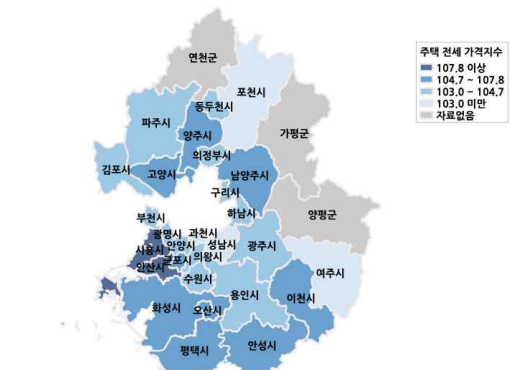 주택 전세 가격지수
107.8 이상
104.7 ~ 107.8
103.0 ~ 104.7
103.0 미만
자료없음
연천군
포천시
동두천시
파주시
양주시
가평군
의정부시
김포시
고양시
남양주시
구리시
양평군
하남시
부천시
광명시
과천시
시흥시
안양시
성남시
광주시
군포시
의왕시
안산시
여주시
수원시
용인시
이천시
화성시
오산시
평택시
안성시